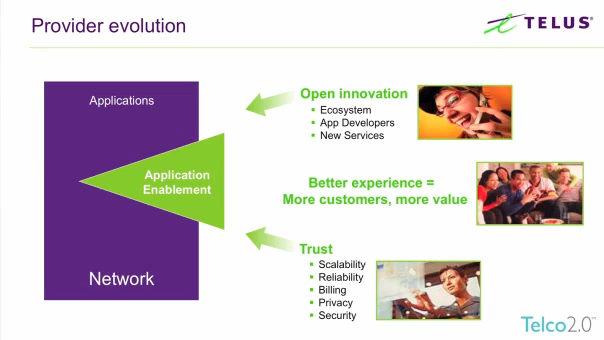 Provider evolution
TELUS®
Applications
Application
Enablement
Network
Open innovation
Ecosystem
App Developers
New Services
Better experience =
More customers, more value
Trust
Scalability
Reliability
Billing
Privacy
Security
Telco2.0™